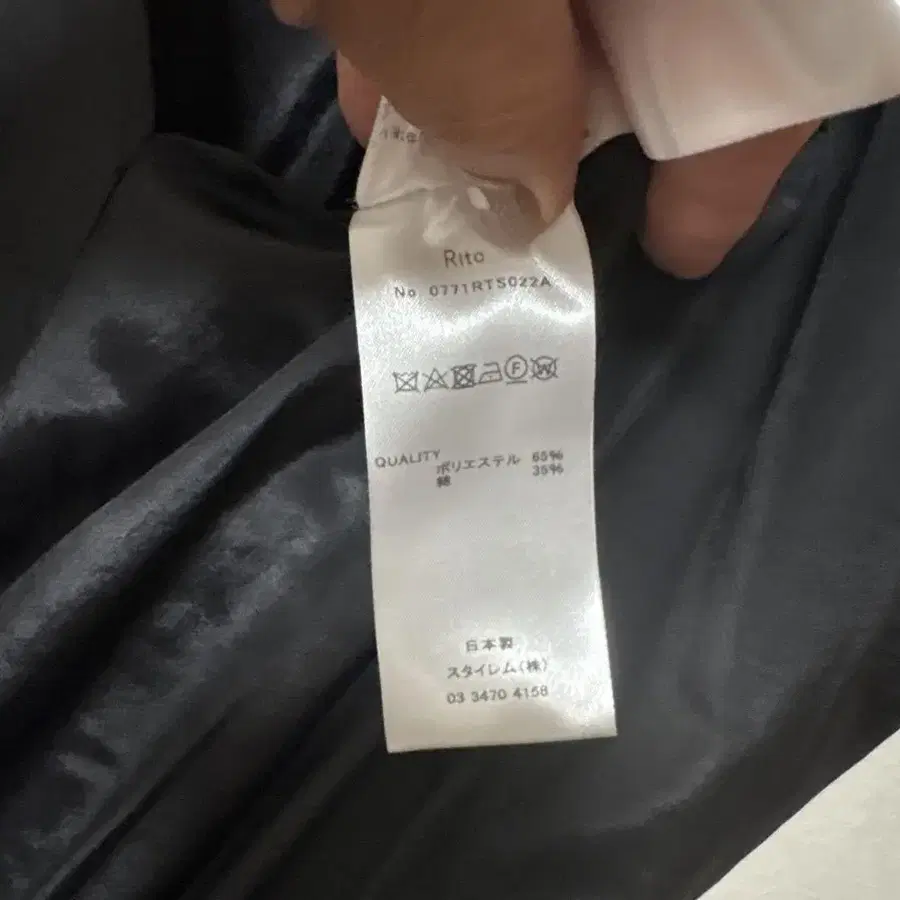 Rito
No. 0771RTS022A
QUALITY
ポリエステル 65%
綿 35%
日本製
スタイレム(株)
03 3470 4158